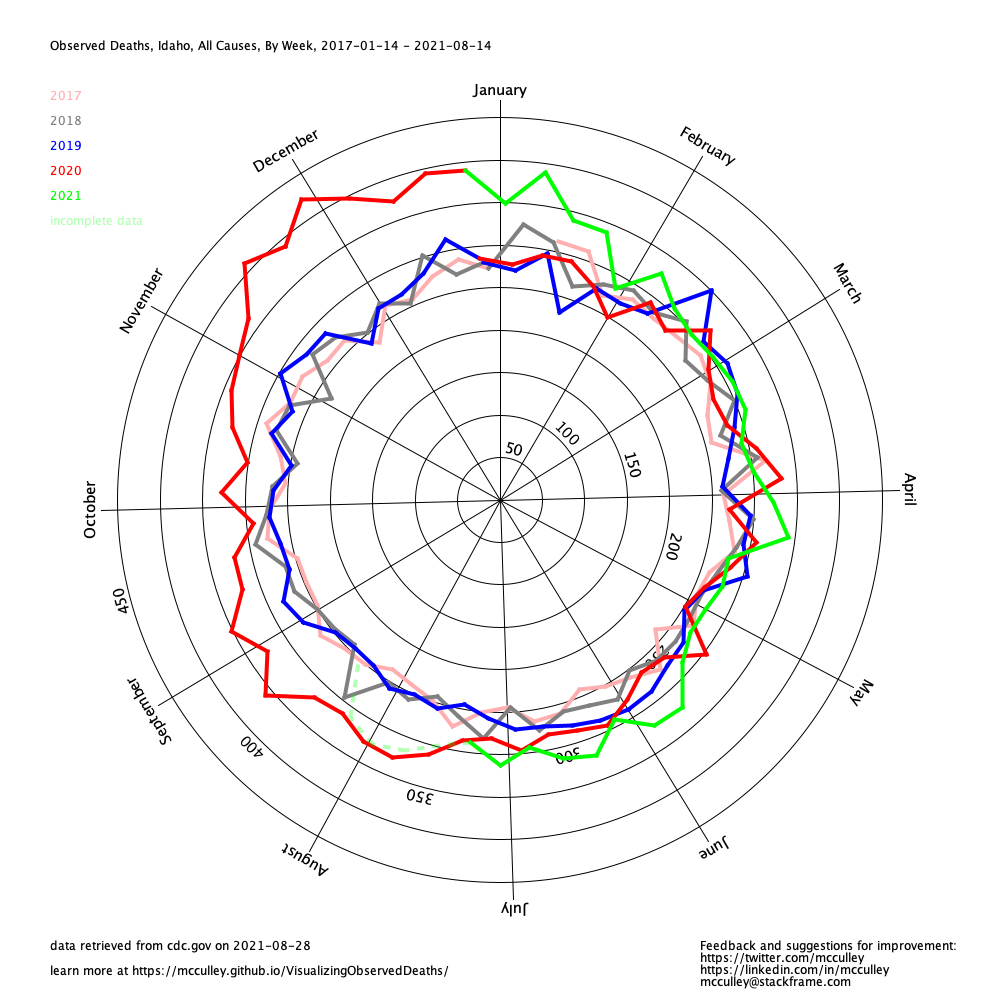 Observed Deaths, Idaho, All Causes, By Week, 2017-01-14 - 2021-08-14
January
2017
2018
2019
2020
2021
incomplete data
February
March
April
May
June
July
August
September
October
November
December
50
100
150
200
300
350
400
450
data retrieved from cdc.gov on 2021-08-28
learn more at https://mcculley.github.io/VisualizingObservedDeaths/
Feedback and suggestions for improvement:
https://twitter.com/mcculley
https://linkedin.com/in/mcculley
mcculley@stackframe.com